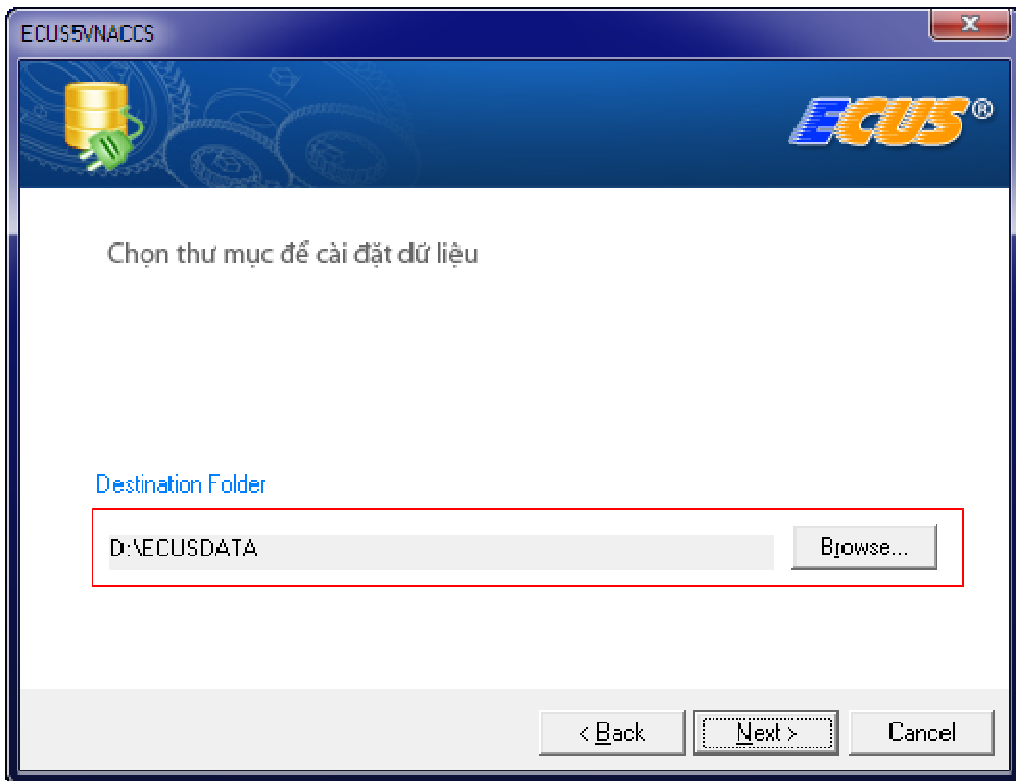 ECUS5VNACCS
ECUS®
Chọn thư mục để cài đặt dữ liệu
Destination Folder
D:\ECUSDATA
Browse...
< Back
Next >
Cancel